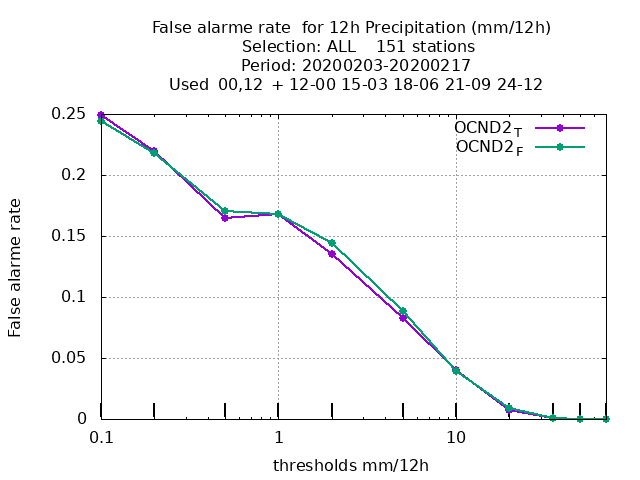 False alarme rate  for 12h Precipitation (mm/12h)
Selection: ALL    151 stations
Period: 20200203-20200217
Used  00,12  + 12-00 15-03 18-06 21-09 24-12
OCND2T
OCND2F
0.25
0.2
0.15
0.1
0.05
0
False alarme rate
0.1
1
10
thresholds mm/12h